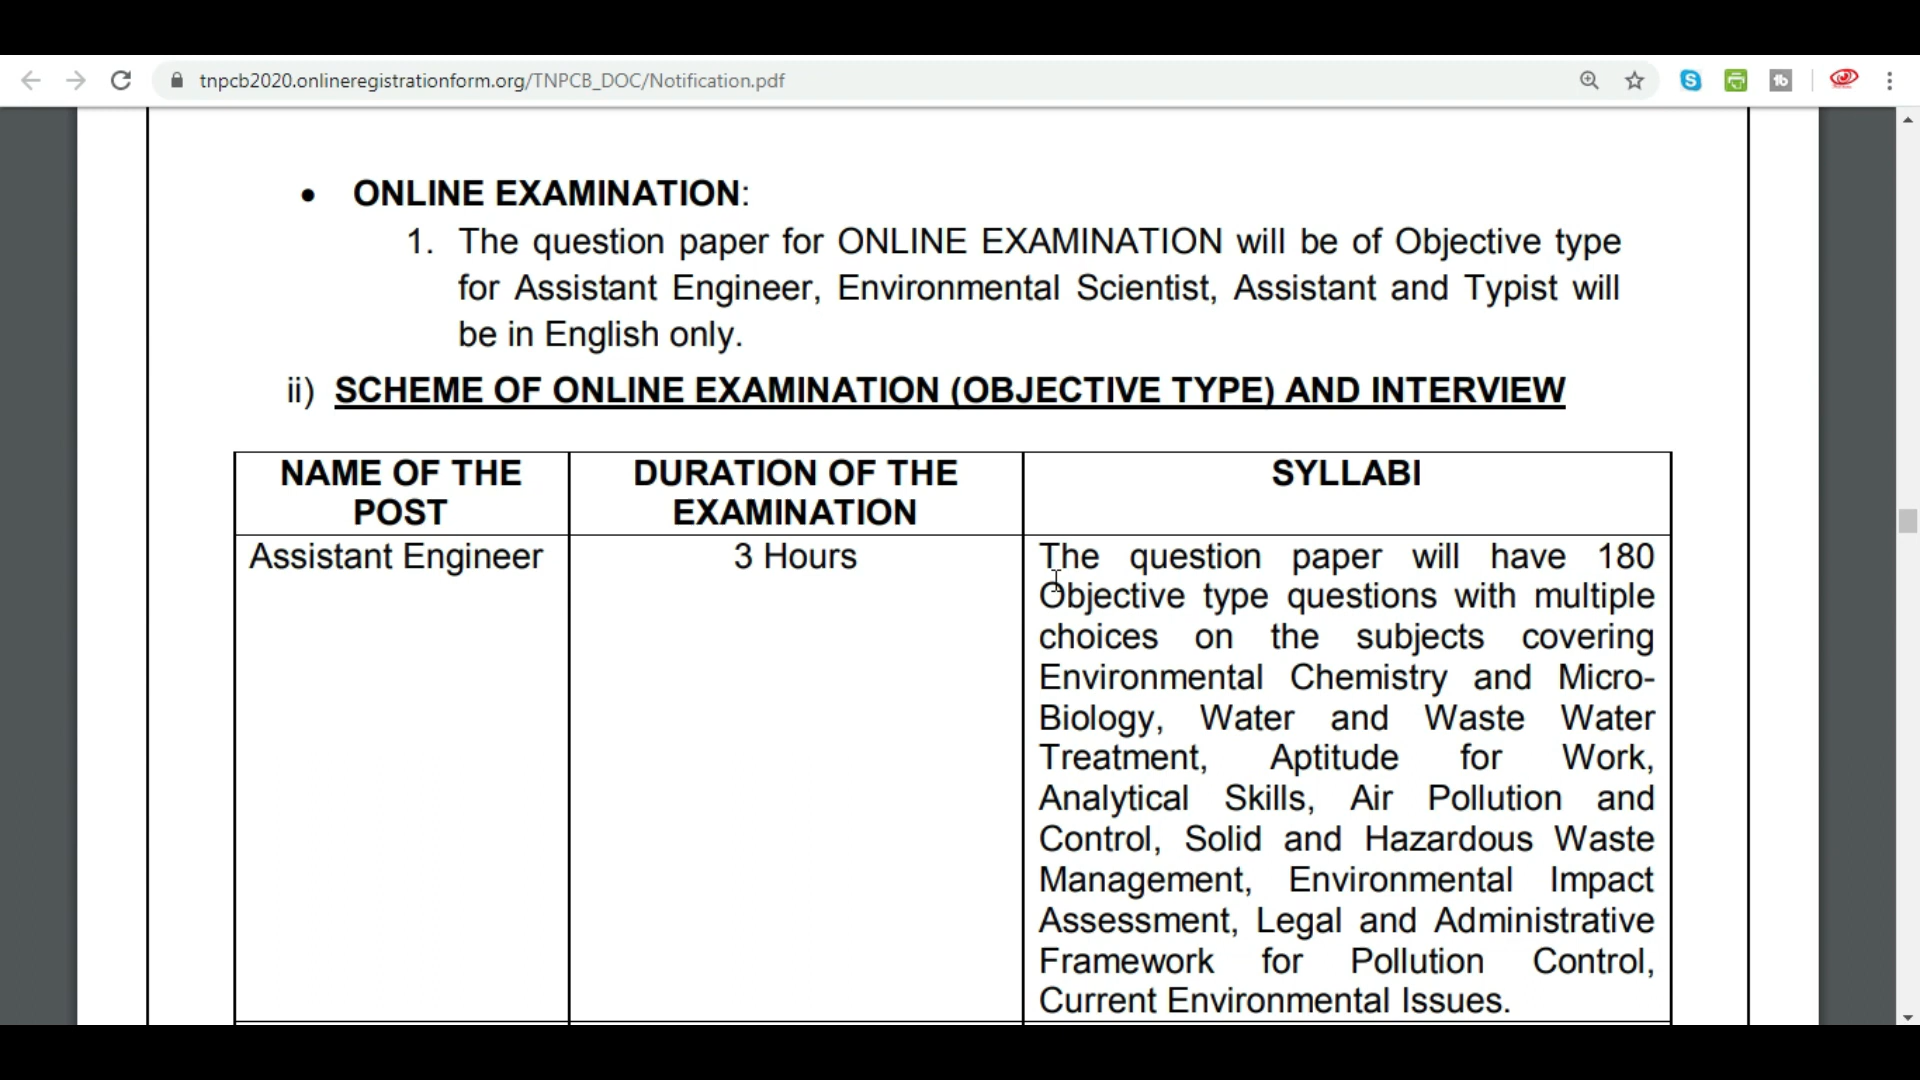 tnpcb2020.onlineregistrationform.org/TNPCB_DOC/Notification.pdf
• ONLINE EXAMINATION:
1. The question paper for ONLINE EXAMINATION will be of Objective type
for Assistant Engineer, Environmental Scientist, Assistant and Typist will
be in English only.
ii) SCHEME OF ONLINE EXAMINATION (OBJECTIVE TYPE) AND INTERVIEW
NAME OF THE
POST
DURATION OF THE
EXAMINATION
SYLLABI
Assistant Engineer
3 Hours
The question paper will have 180
Objective type questions with multiple
choices on the subjects covering
Environmental Chemistry and Micro-
Biology, Water and Waste Water
Treatment, Aptitude for Work,
Analytical Skills, Air Pollution and
Control, Solid and Hazardous Waste
Management, Environmental Impact
Assessment, Legal and Administrative
Framework for Pollution Control,
Current Environmental Issues.